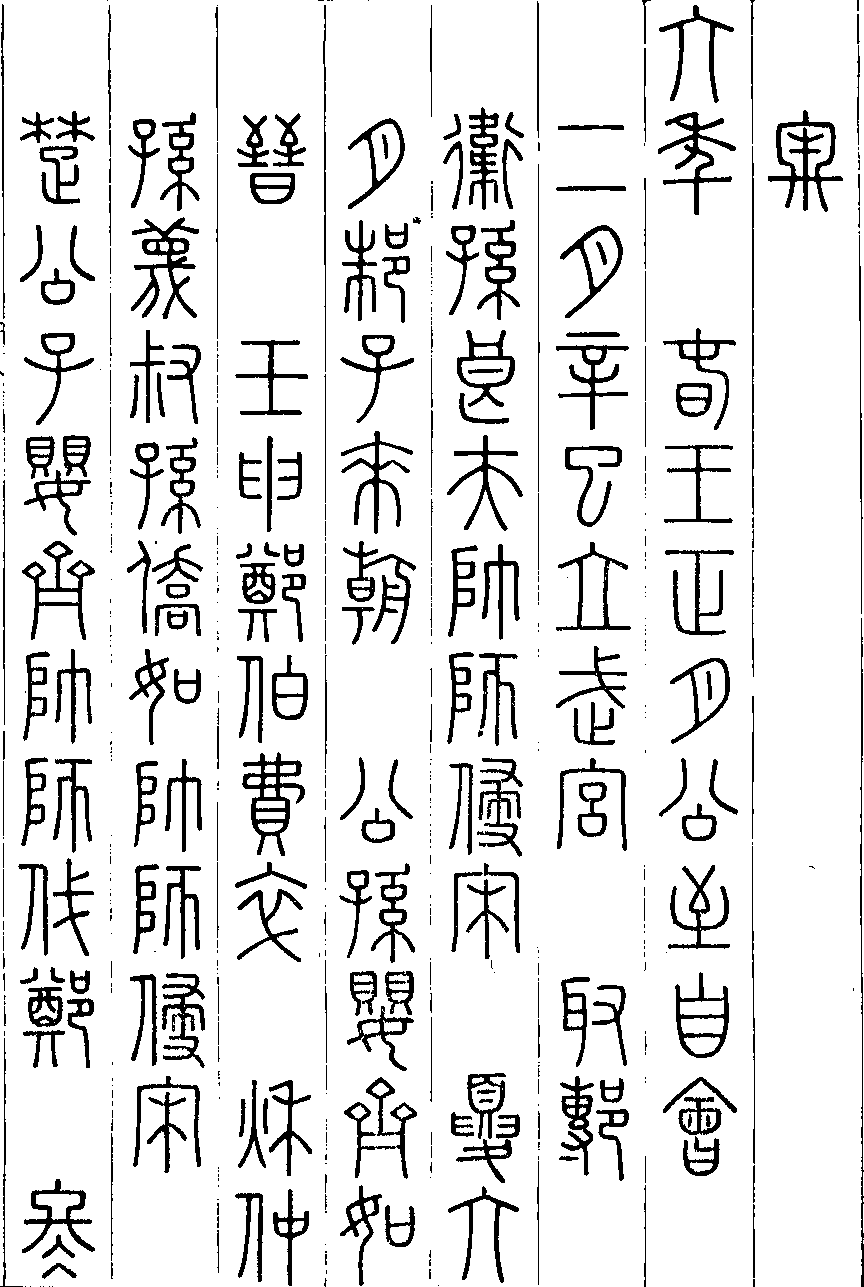 牢
六年 春王正月公至自會
二月辛巳立武宮 取鄟
衛孫良夫帥師侵宋 夏六
月邾子來朝 公孫嬰齊如
晉 壬申鄭伯費卒 秋仲
孫蔑叔孫僑如帥師侵宋
楚公子嬰齊帥師伐鄭 冬